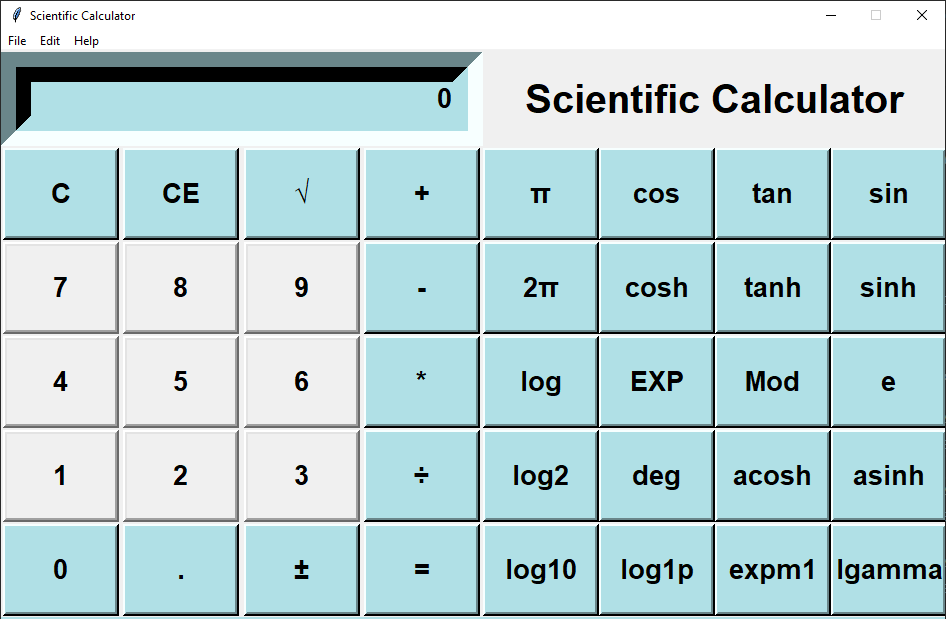 Scientific Calculator
File Edit Help
0
Scientific Calculator
C CE √ + π cos tan sin
7 8 9 - 2π cosh tanh sinh
4 5 6 * log EXP Mod e
1 2 3 ÷ log2 deg acosh asinh
0 . ± = log10 log1p expm1 lgamma